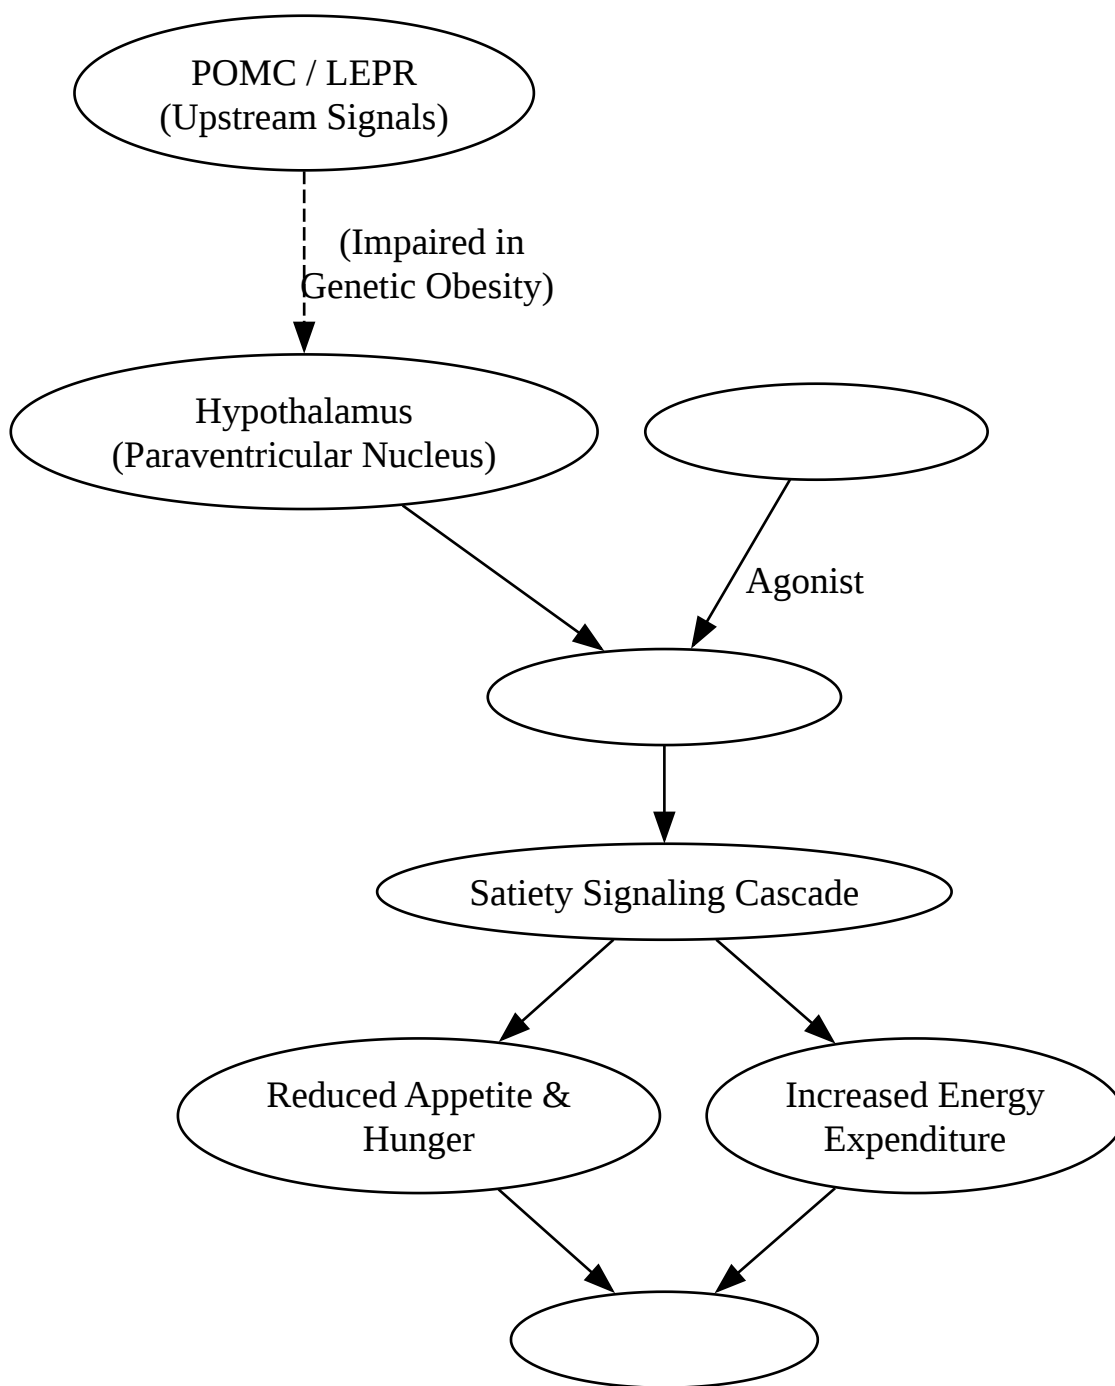 POMC / LEPR
(Upstream Signals)
(Impaired in
Genetic Obesity)
Hypothalamus
(Paraventricular Nucleus)
Agonist
Satiety Signaling Cascade
Reduced Appetite &
Hunger
Increased Energy
Expenditure